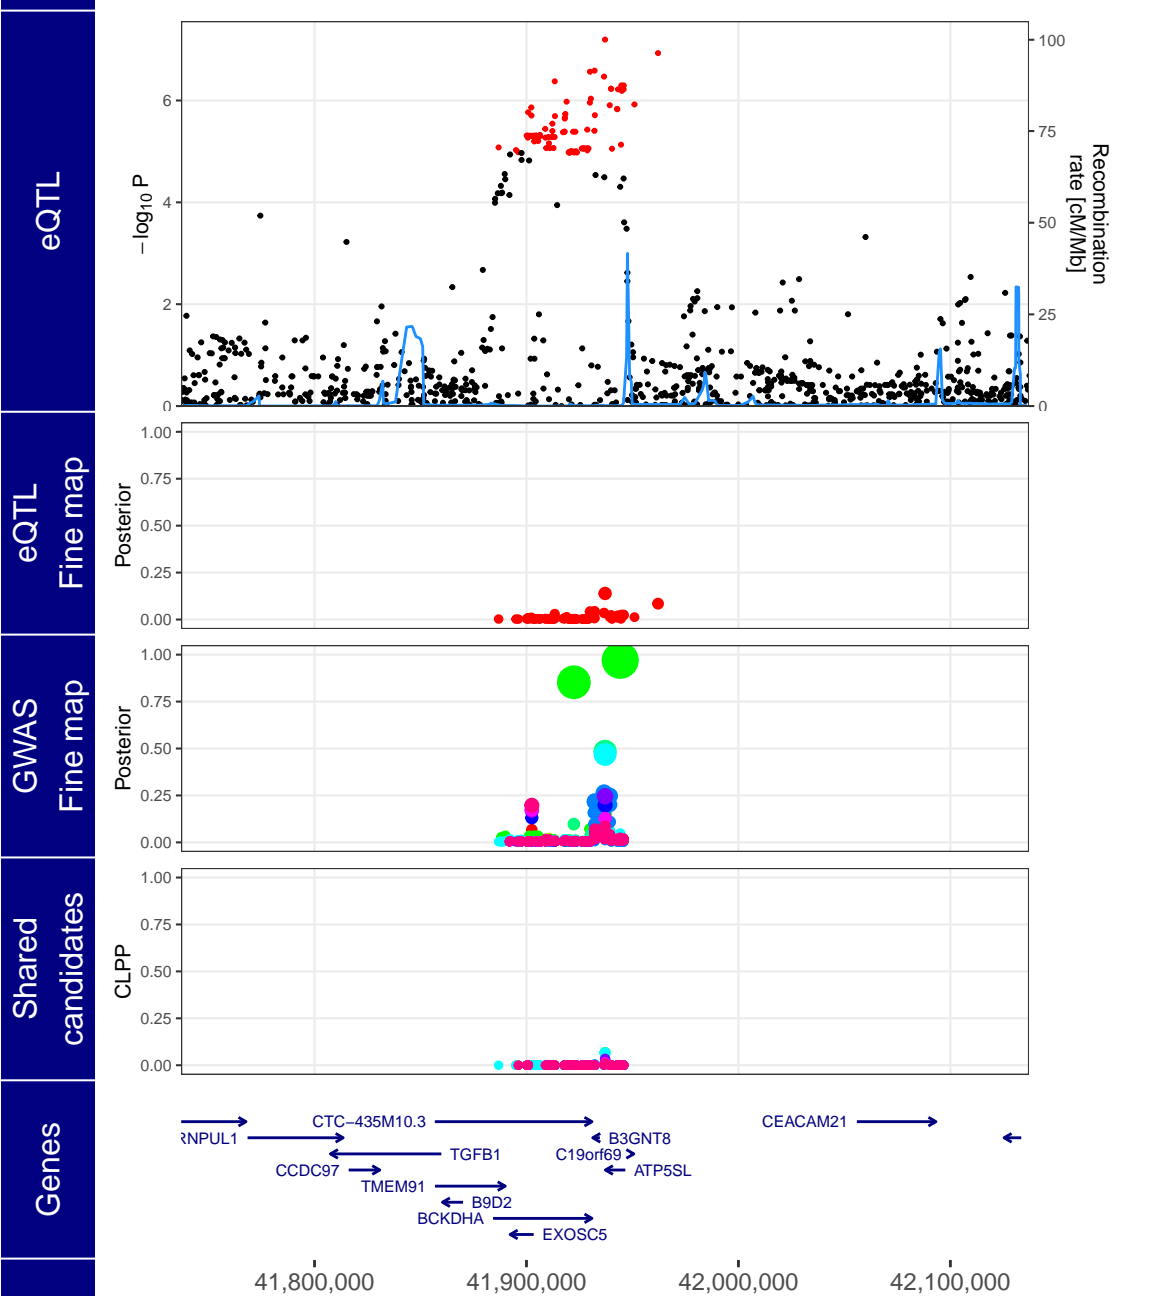 eQTL
−log10 P
6
4
2
0
100
75
50
25
0
Recombination
rate [cM/Mb]
eQTL
Fine map
Posterior
1.00
0.75
0.50
0.25
0.00
GWAS
Fine map
Posterior
1.00
0.75
0.50
0.25
0.00
Shared
candidates
CLPP
1.00
0.75
0.50
0.25
0.00
Genes
CTC−435M10.3
CEACAM21
RNPUL1
B3GNT8
TGFB1
C19orf69
CCDC97
ATP5SL
TMEM91
B9D2
BCKDHA
EXOSC5
41,800,000
41,900,000
42,000,000
42,100,000